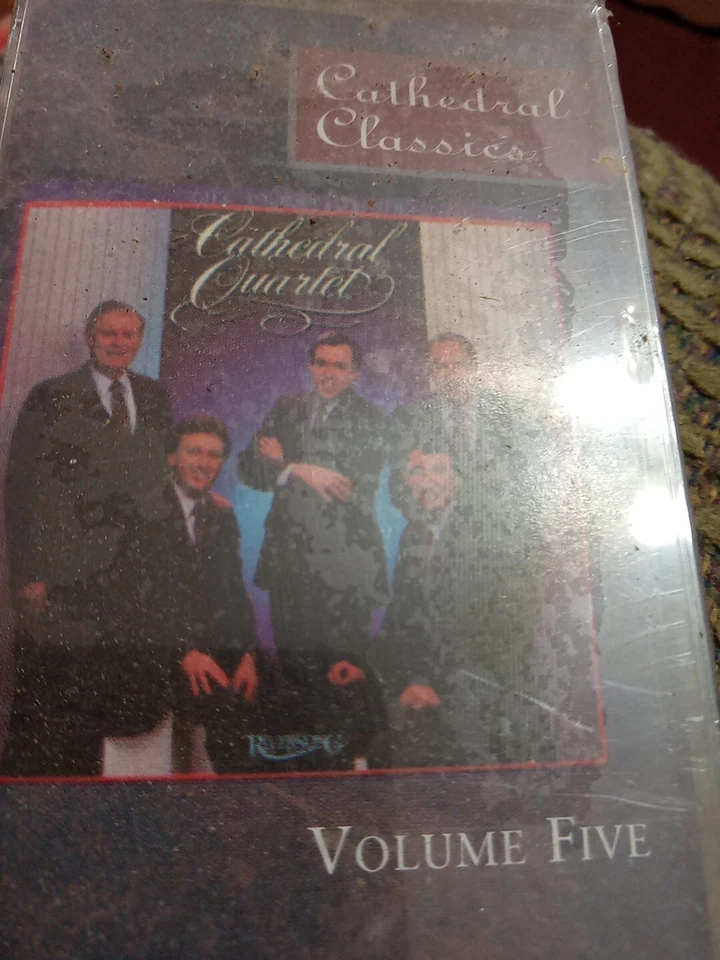 Cathedral
Classics
Cathedral
Quartet
VOLUME FIVE